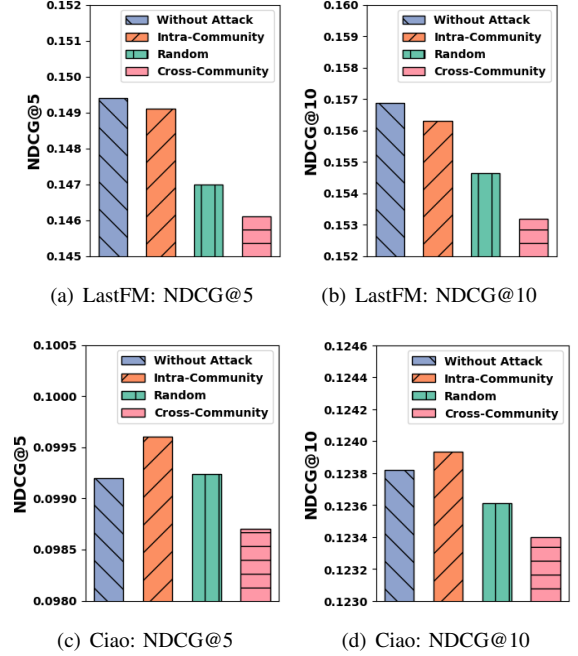 0.152
0.151
0.150
0.149
0.148
0.147
0.146
0.145
NDCG@5
Without Attack
Intra-Community
Random
Cross-Community
(a) LastFM: NDCG@5
0.160
0.159
0.158
0.157
0.156
0.155
0.154
0.153
0.152
NDCG@10
Without Attack
Intra-Community
Random
Cross-Community
(b) LastFM: NDCG@10
0.1005
0.1000
0.0995
0.0990
0.0985
0.0980
NDCG@5
Without Attack
Intra-Community
Random
Cross-Community
(c) Ciao: NDCG@5
0.1246
0.1244
0.1242
0.1240
0.1238
0.1236
0.1234
0.1232
0.1230
NDCG@10
Without Attack
Intra-Community
Random
Cross-Community
(d) Ciao: NDCG@10